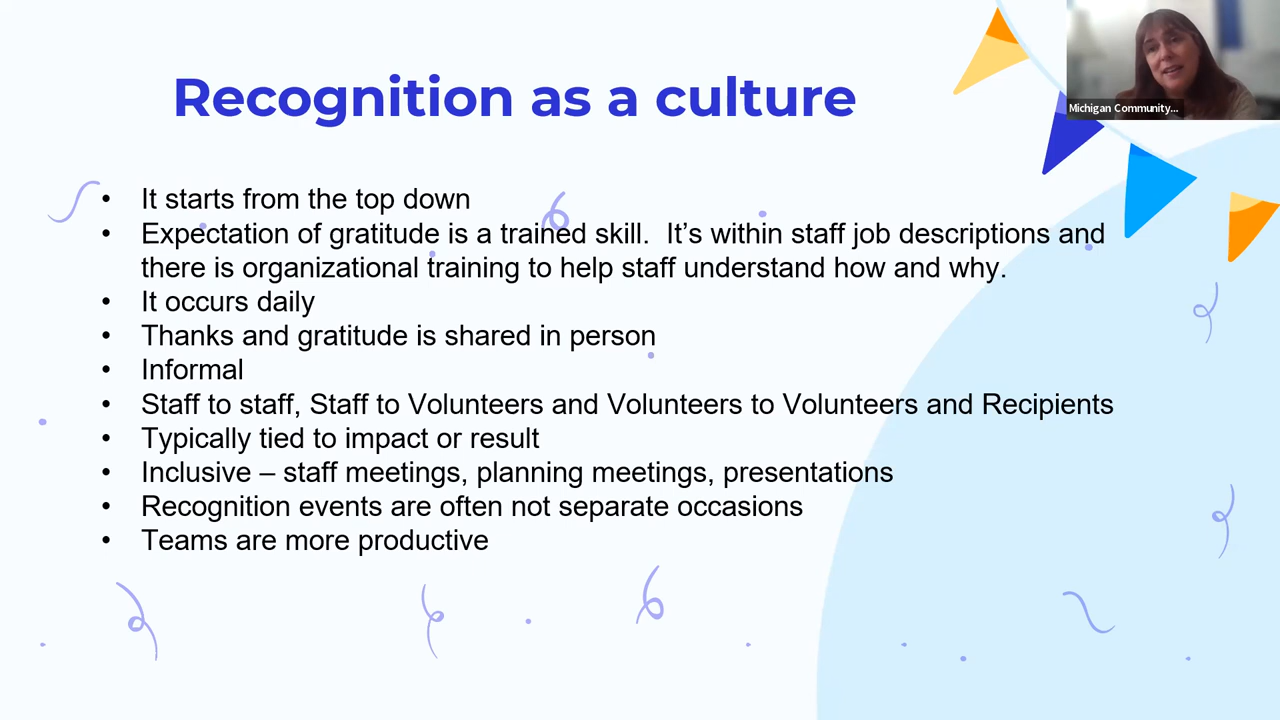 Recognition as a culture
Michigan Community...
• It starts from the top down
• Expectation of gratitude is a trained skill.  It’s within staff job descriptions and
there is organizational training to help staff understand how and why.
• It occurs daily
• Thanks and gratitude is shared in person
• Informal
• Staff to staff, Staff to Volunteers and Volunteers to Volunteers and Recipients
• Typically tied to impact or result
• Inclusive – staff meetings, planning meetings, presentations
• Recognition events are often not separate occasions
• Teams are more productive